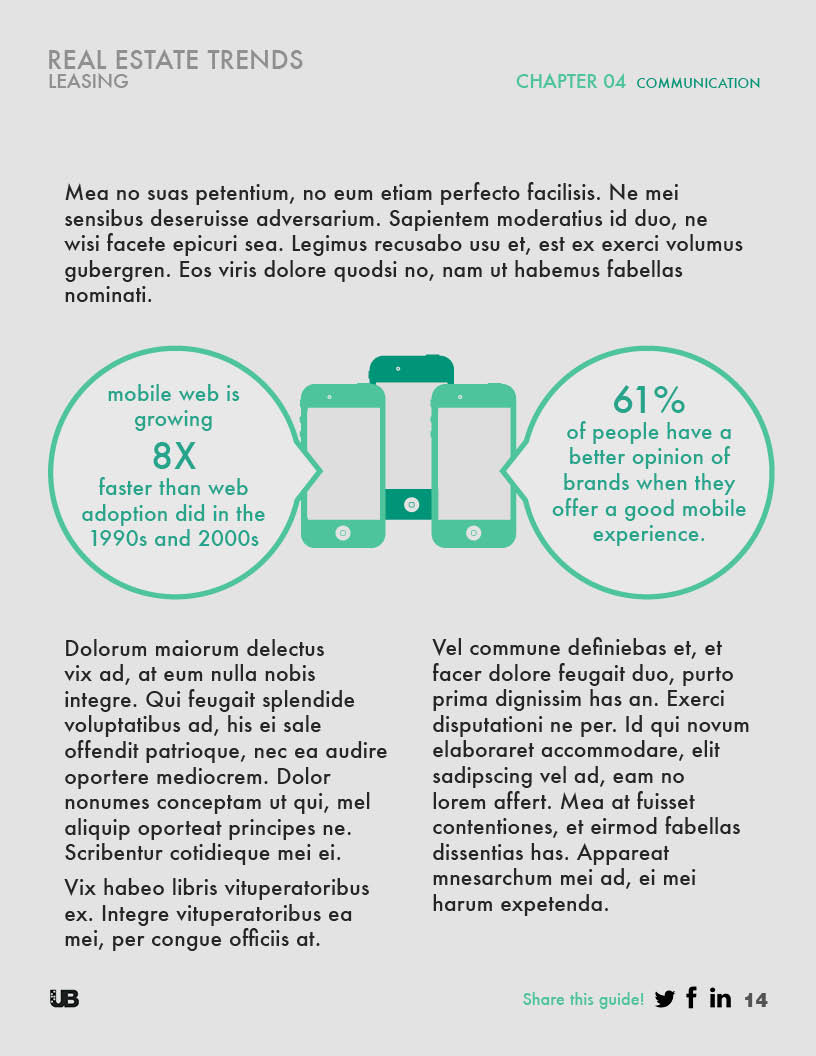 REAL ESTATE TRENDS
LEASING
CHAPTER 04 COMMUNICATION
Mea no suas petentium, no eum etiam perfecto facilisis. Ne mei
sensibus deseruisse adversarium. Sapientem moderatius id duo, ne
wisi facete epicuri sea. Legimus recusabo usu et, est ex exerci volumus
gubergren. Eos viris dolore quodsi no, nam ut habemus fabellas
nominati.
mobile web is
growing
8X
faster than web
adoption did in the
1990s and 2000s
61%
of people have a
better opinion of
brands when they
offer a good mobile
experience.
Dolorum maiorum delectus
vix ad, at eum nulla nobis
integre. Qui feugait splendide
voluptatibus ad, his ei sale
offendit patrioque, nec ea audire
oportere mediocrem. Dolor
nonumes conceptam ut qui, mel
aliquip oporteat principes ne.
Scribentur cotidieque mei ei.
Vix habeo libris vituperatoribus
ex. Integre vituperatoribus ea
mei, per congue officiis at.
Vel commune definiebas et, et
facer dolore feugait duo, purto
prima dignissim has an. Exerci
disputationi ne per. Id qui novum
elaboraret accommodare, elit
sadipscing vel ad, eam no
lorem affert. Mea at fuisset
contentiones, et eirmod fabellas
dissentias has. Appareat
mnesarchum mei ad, ei mei
harum expetenda.
UB
Share this guide! f in 14